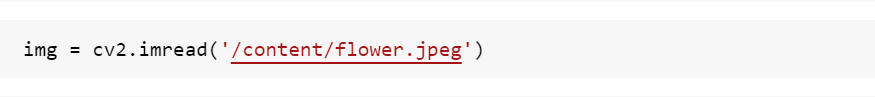 img = cv2.imread('/content/flower.jpeg')